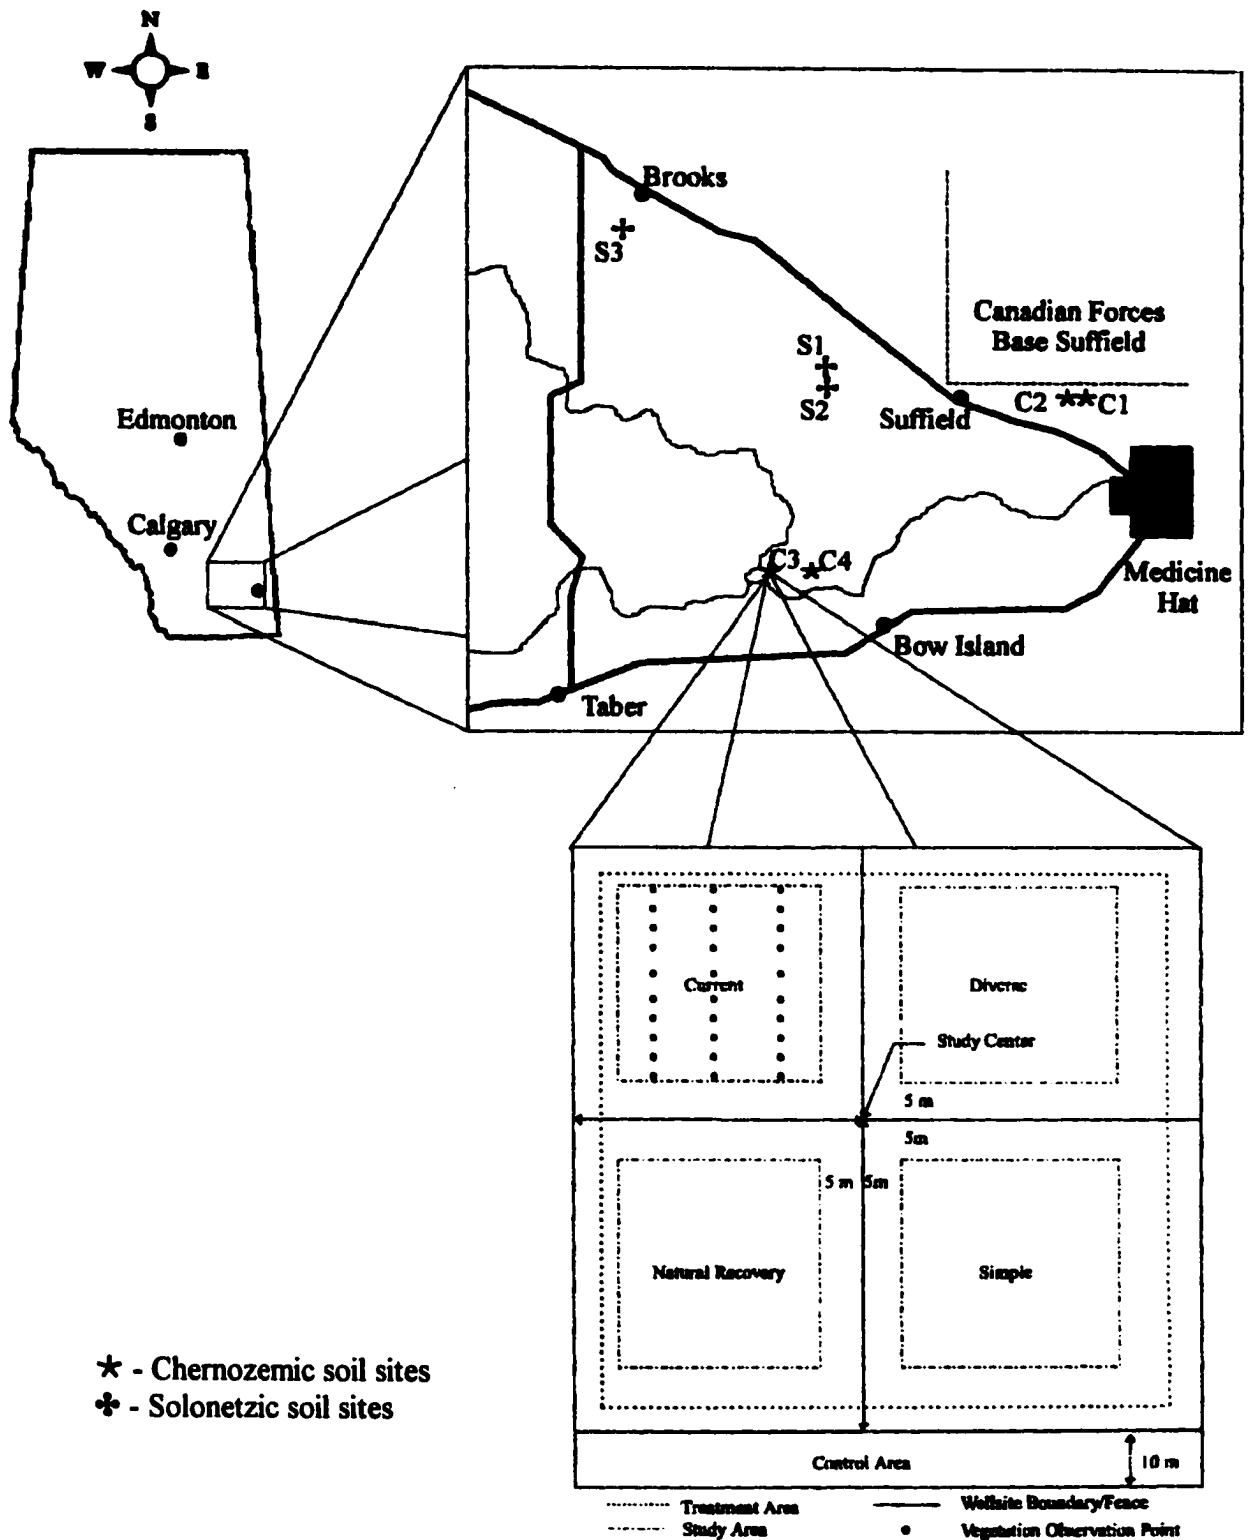 N
W E
S
Brooks
S3
Canadian Forces
Base Suffield
S1
S2
C2 C1
Suffield
Edmonton
Calgary
C3 C4
Medicine
Hat
Bow Island
Taber
Current
Diverse
Study Center
5 m
5m
5 m 5m
Natural Recovery
Simple
- Chernozemic soil sites
- Solonetzic soil sites
Control Area
10 m
Treatment Area
Wellsite Boundary/Fence
Study Area
Vegetation Observation Point